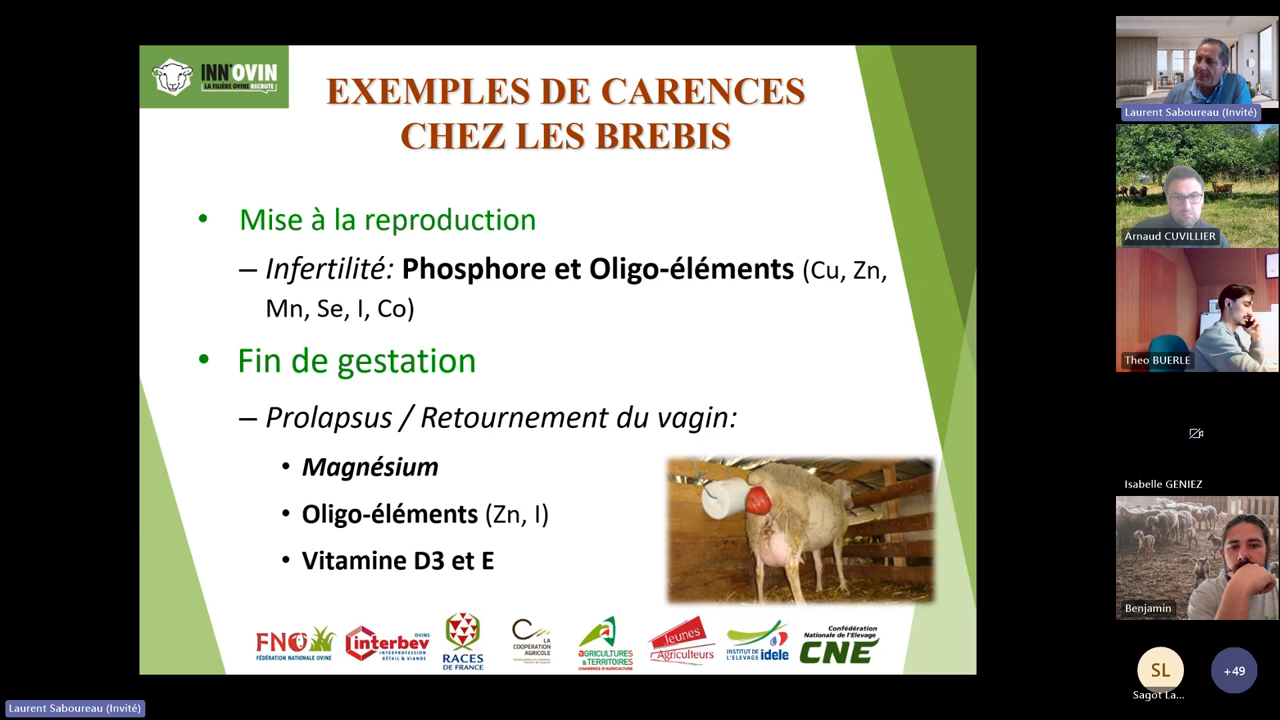 INN'OVIN
LA FILIÈRE OVINE RECRUTE !
EXEMPLES DE CARENCES
CHEZ LES BREBIS
• Mise à la reproduction
– Infertilité: Phosphore et Oligo-éléments (Cu, Zn,
Mn, Se, I, Co)
• Fin de gestation
– Prolapsus / Retournement du vagin:
• Magnésium
• Oligo-éléments (Zn, I)
• Vitamine D3 et E
FNO
FÉDÉRATION NATIONALE OVINE
interbev
OVINS
INTERPROFESSION
BÉTAIL & VIANDE
RACES
DE FRANCE
LA
COOPÉRATION
AGRICOLE
AGRICULTURES
& TERRITOIRES
CHAMBRES D'AGRICULTURE
Jeunes
Agriculteurs
INSTITUT DE
L'ELEVAGE idele
Confédération
Nationale de l'Elevage
CNE
Laurent Saboureau (Invité)
Arnaud CUVILLIER
Theo BUERLE
Isabelle GENIEZ
Benjamin
SL
Sagot La...
+49
Laurent Saboureau (Invité)